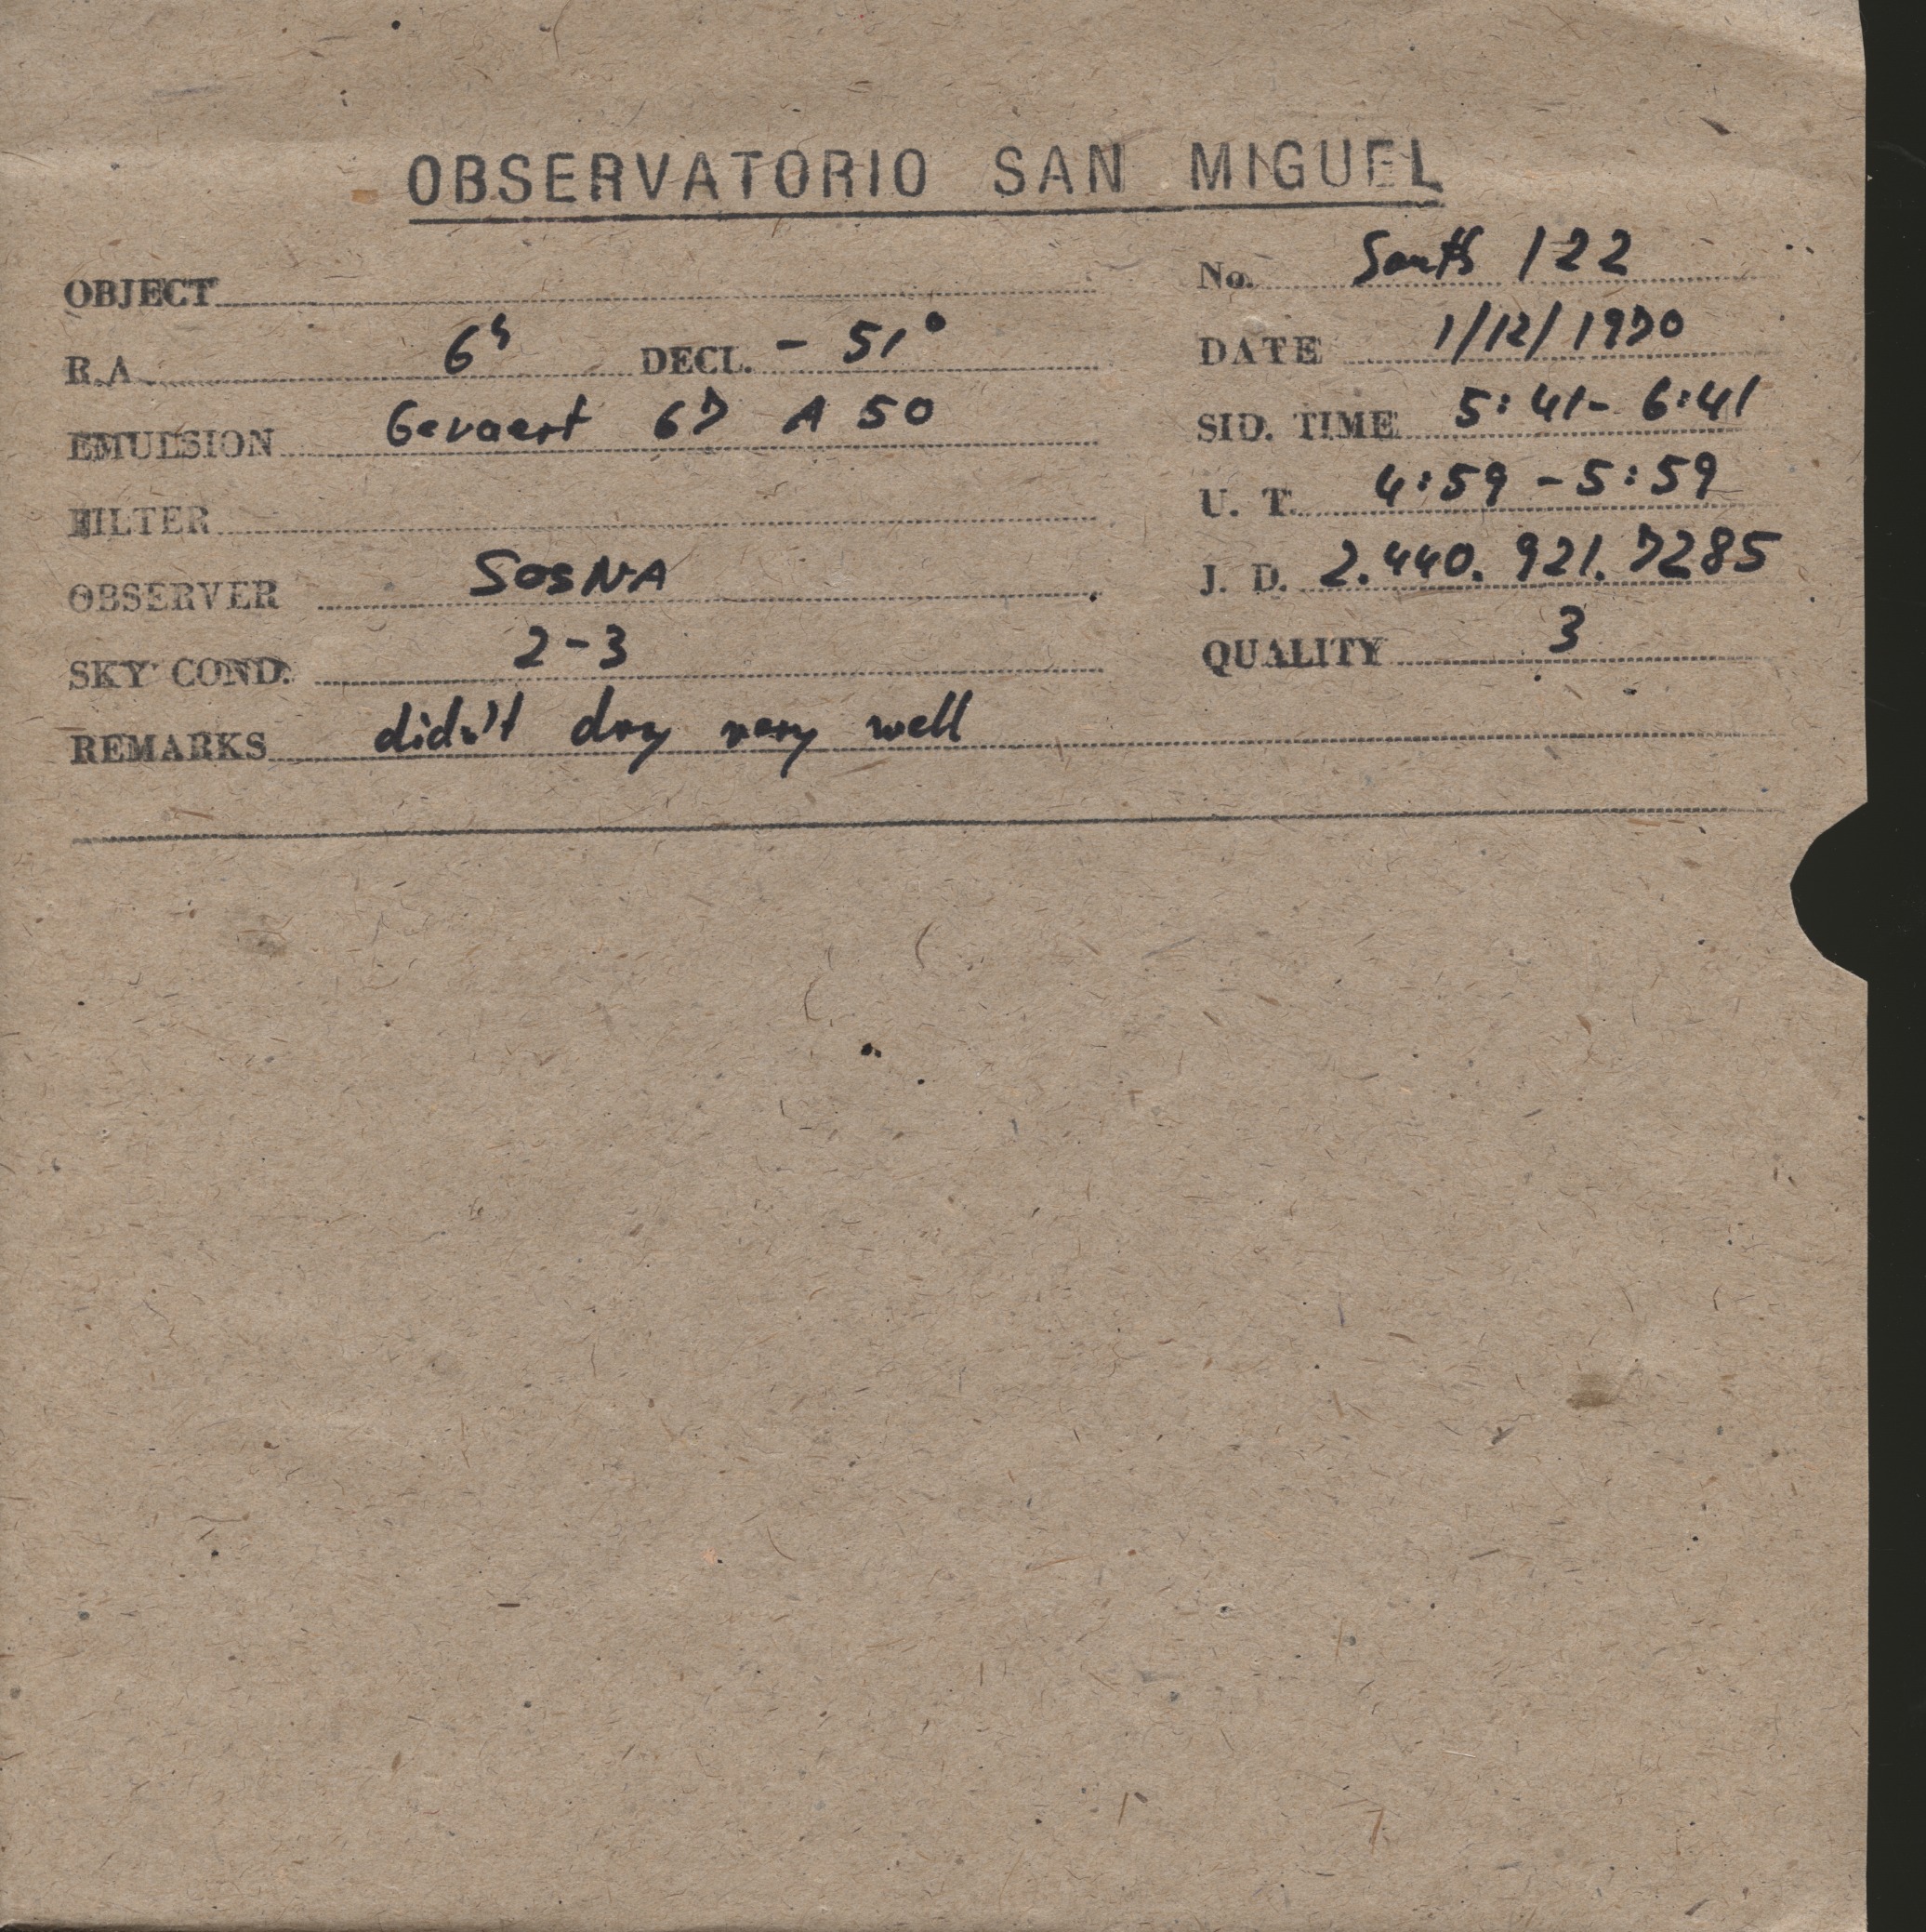 OBSERVATORIO SAN MIGUEL
OBJECT
No. South 122
R.A. 6h DECL. - 51°
DATE 1/12/1970
EMULSION Gevaert 67 A 50
SID. TIME 5:41 - 6:41
FILTER
U. T. 4:59 - 5:59
OBSERVER SOSNA
J. D. 2.440.921.7285
SKY COND. 2-3
QUALITY 3
REMARKS didn't dry very well